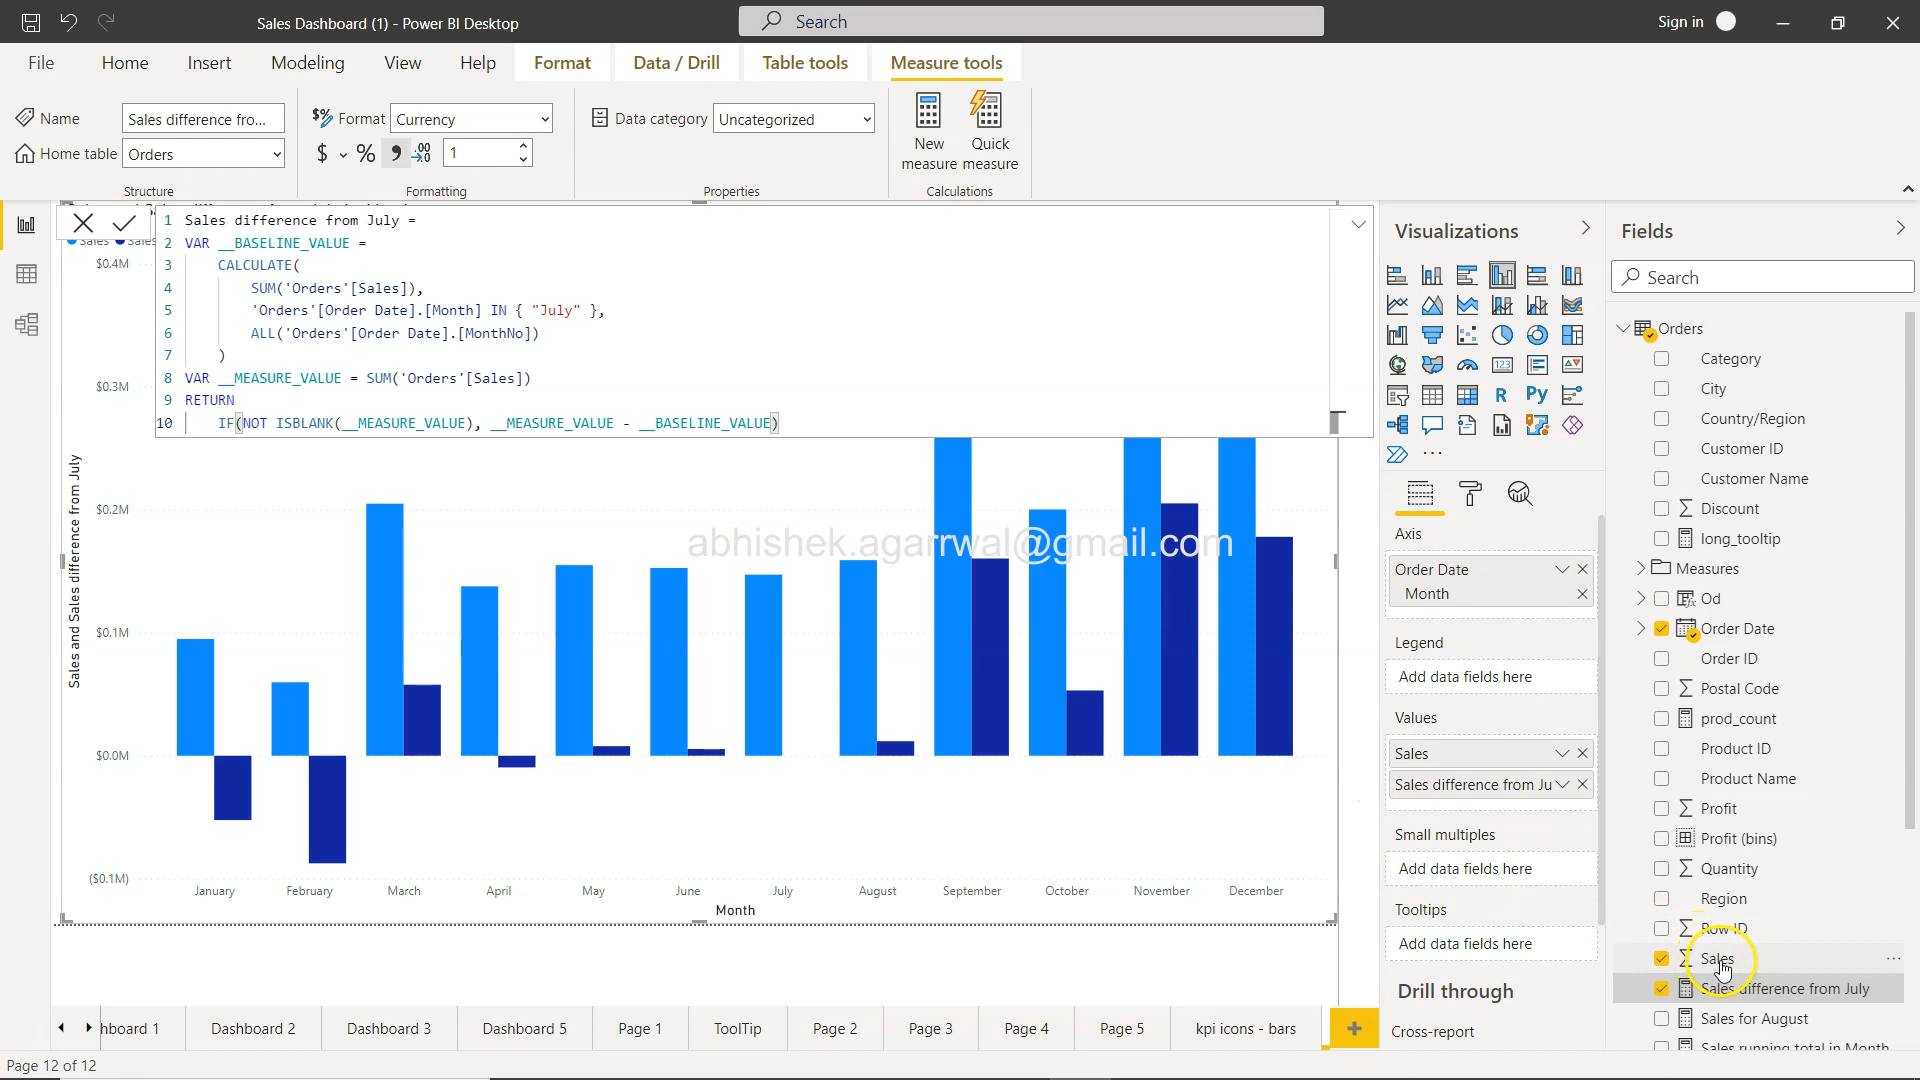 Sales Dashboard (1) - Power BI Desktop
Search
Sign in
File
Home
Insert
Modeling
View
Help
Format
Data / Drill
Table tools
Measure tools
Name
Sales difference fro...
Home table
Orders
Structure
Format
Currency
$
%
1
Formatting
Data category
Uncategorized
Properties
New measure
Quick measure
Calculations
1 Sales difference from July =
2 VAR __BASELINE_VALUE =
3 CALCULATE(
4 SUM('Orders'[Sales]),
5 'Orders'[Order Date].[Month] IN { "July" },
6 ALL('Orders'[Order Date].[MonthNo])
7 )
8 VAR __MEASURE_VALUE = SUM('Orders'[Sales])
9 RETURN
10 IF(NOT ISBLANK(__MEASURE_VALUE), __MEASURE_VALUE - __BASELINE_VALUE)
Sales
Sales
$0.4M
$0.3M
$0.2M
$0.1M
$0.0M
($0.1M)
Sales and Sales difference from July
January
February
March
April
May
June
July
August
September
October
November
December
Month
abhishek.agarrwal@gmail.com
Visualizations
R
Py
123
...
Axis
Order Date
Month
Legend
Add data fields here
Values
Sales
Sales difference from Ju
Small multiples
Add data fields here
Tooltips
Add data fields here
Drill through
Cross-report
Fields
Search
Orders
Category
City
Country/Region
Customer ID
Customer Name
Discount
long_tooltip
Measures
Od
Order Date
Order ID
Postal Code
prod_count
Product ID
Product Name
Profit
Profit (bins)
Quantity
Region
Row ID
Sales
Sales difference from July
Sales for August
Sales running total in Month
hboard 1
Dashboard 2
Dashboard 3
Dashboard 5
Page 1
ToolTip
Page 2
Page 3
Page 4
Page 5
kpi icons - bars
Page 12 of 12